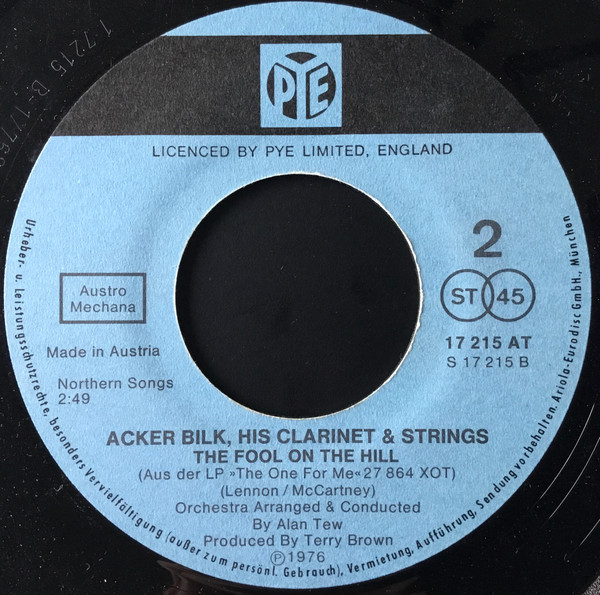 PYE
LICENCED BY PYE LIMITED, ENGLAND
2
Austro
Mechana
ST 45
Made in Austria
17 215 AT
S 17 215 B
Northern Songs
2:49
ACKER BILK, HIS CLARINET & STRINGS
THE FOOL ON THE HILL
(Aus der LP »The One For Me« 27 864 XOT)
(Lennon / McCartney)
Orchestra Arranged & Conducted
By Alan Tew
Produced By Terry Brown
Ⓟ 1976
Urheber- u. Leistungsschutzrechte, besonders Vervielfältigung (außer zum persönl. Gebrauch), Vermietung, Aufführung, Sendung vorbehalten. Ariola-Eurodisc GmbH., München
17215 B-